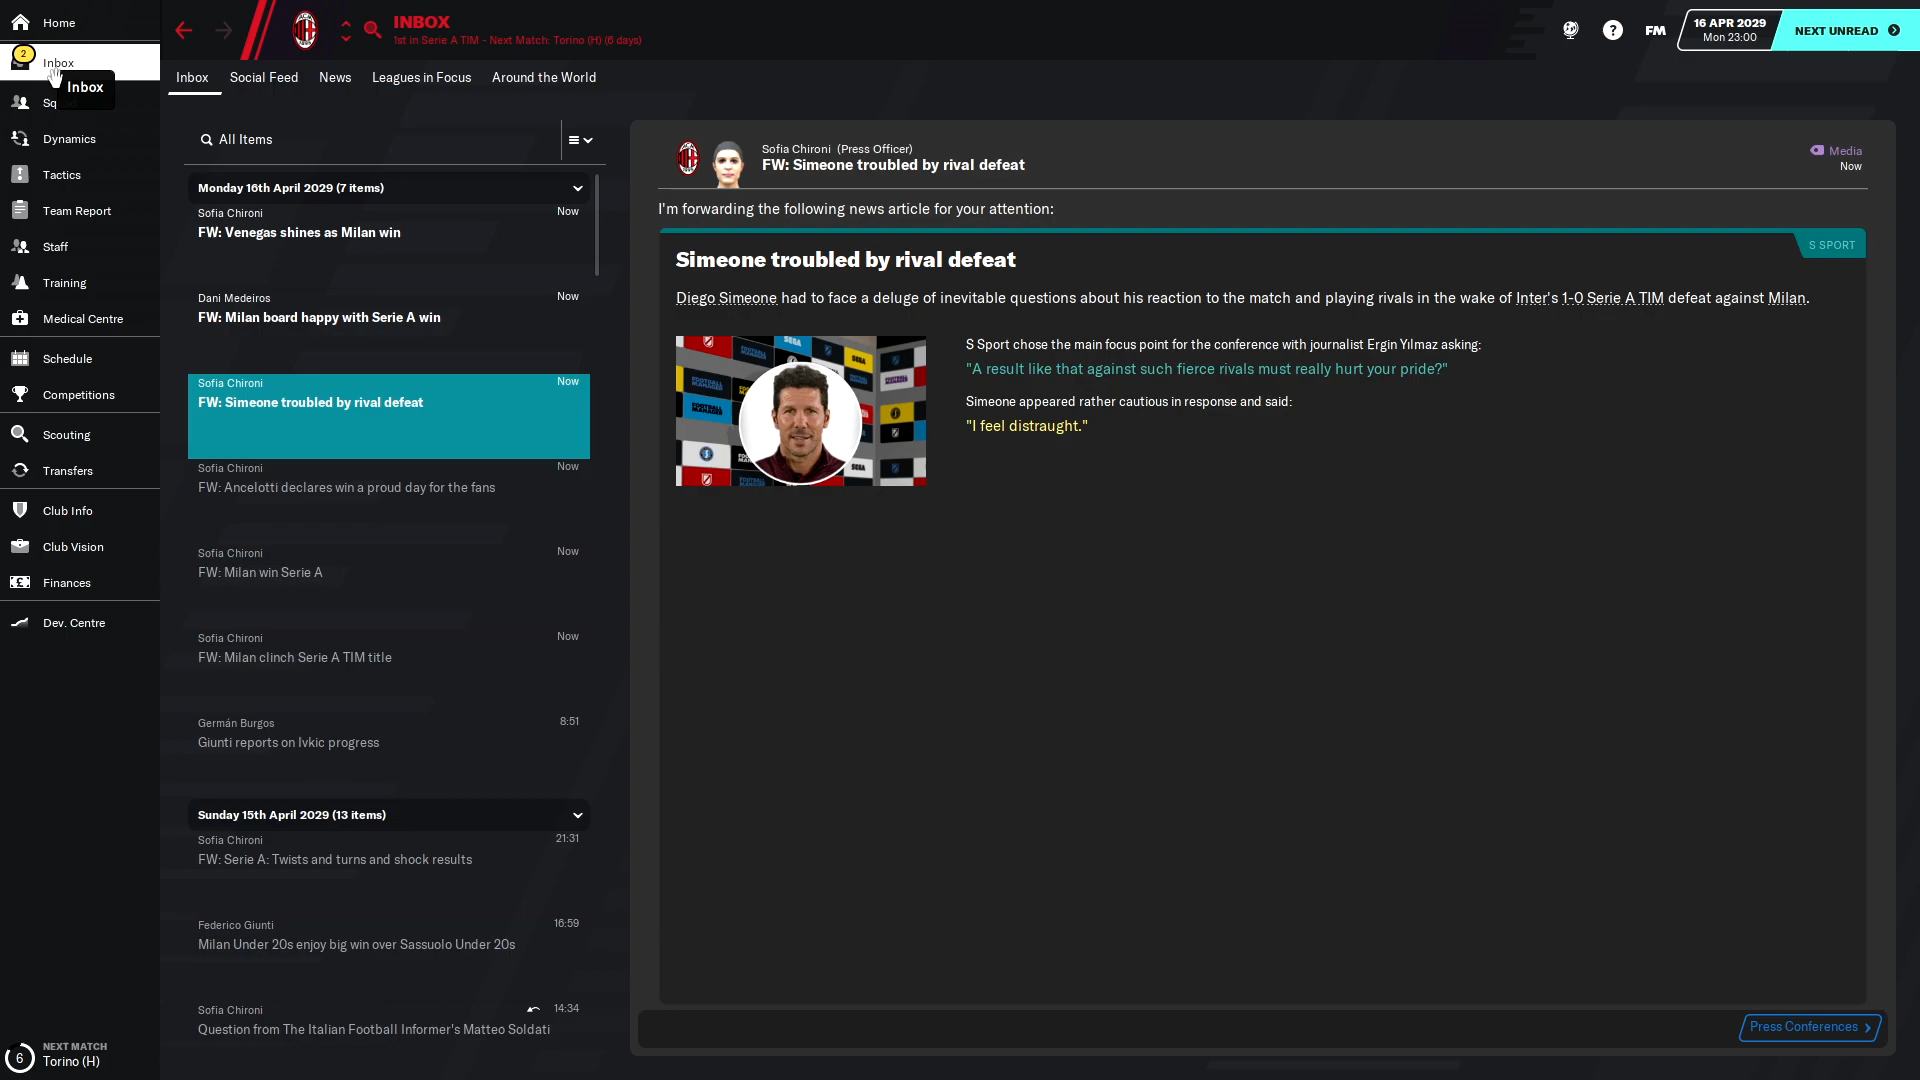 Home
INBOX
1st in Serie A TIM - Next Match: Torino (H) (6 days)
FM
16 APR 2029
Mon 23:00
NEXT UNREAD
2
Inbox
Inbox
Inbox
Social Feed
News
Leagues in Focus
Around the World
Sq
Dynamics
Tactics
Team Report
Staff
Training
Medical Centre
Schedule
Competitions
Scouting
Transfers
Club Info
Club Vision
Finances
Dev. Centre
6
NEXT MATCH
Torino (H)
All Items
Monday 16th April 2029 (7 items)
Sofia Chironi
Now
FW: Venegas shines as Milan win
Dani Medeiros
Now
FW: Milan board happy with Serie A win
Sofia Chironi
Now
FW: Simeone troubled by rival defeat
Sofia Chironi
Now
FW: Ancelotti declares win a proud day for the fans
Sofia Chironi
Now
FW: Milan win Serie A
Sofia Chironi
Now
FW: Milan clinch Serie A TIM title
Germán Burgos
8:51
Giunti reports on Ivkic progress
Sunday 15th April 2029 (13 items)
Sofia Chironi
21:31
FW: Serie A: Twists and turns and shock results
Federico Giunti
16:59
Milan Under 20s enjoy big win over Sassuolo Under 20s
Sofia Chironi
14:34
Question from The Italian Football Informer's Matteo Soldati
Sofia Chironi (Press Officer)
FW: Simeone troubled by rival defeat
Media
Now
I'm forwarding the following news article for your attention:
S SPORT
Simeone troubled by rival defeat
Diego Simeone had to face a deluge of inevitable questions about his reaction to the match and playing rivals in the wake of Inter's 1-0 Serie A TIM defeat against Milan.
S Sport chose the main focus point for the conference with journalist Ergin Yılmaz asking:
"A result like that against such fierce rivals must really hurt your pride?"
Simeone appeared rather cautious in response and said:
"I feel distraught."
Press Conferences